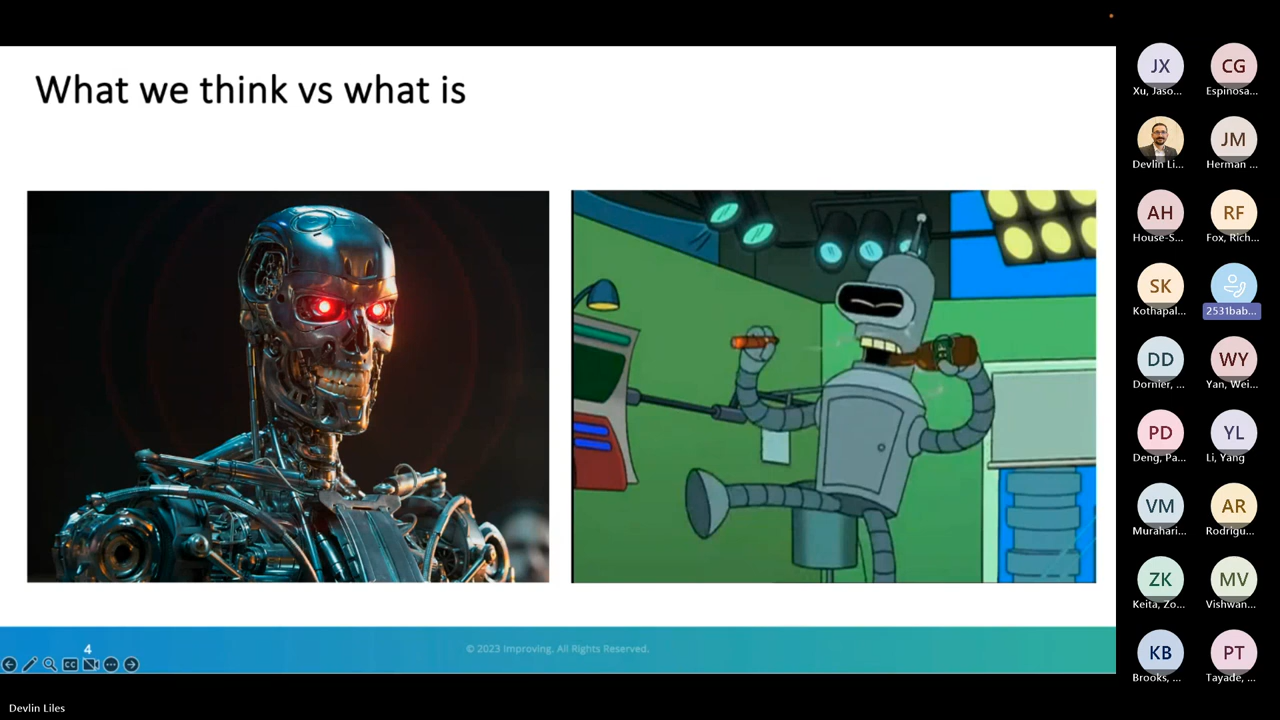 What we think vs what is
4
© 2023 Improving. All Rights Reserved.
CC
Devlin Liles
JX
Xu, Jaso...
CG
Espinosa...
Devlin Li...
JM
Herman ...
AH
House-S...
RF
Fox, Rich...
SK
Kothapal...
2531bab...
DD
Dornier, ...
WY
Yan, Wei...
PD
Deng, Pa...
YL
Li, Yang
VM
Murahari...
AR
Rodrigu...
ZK
Keita, Zo...
MV
Vishwan...
KB
Brooks, ...
PT
Tayade, ...